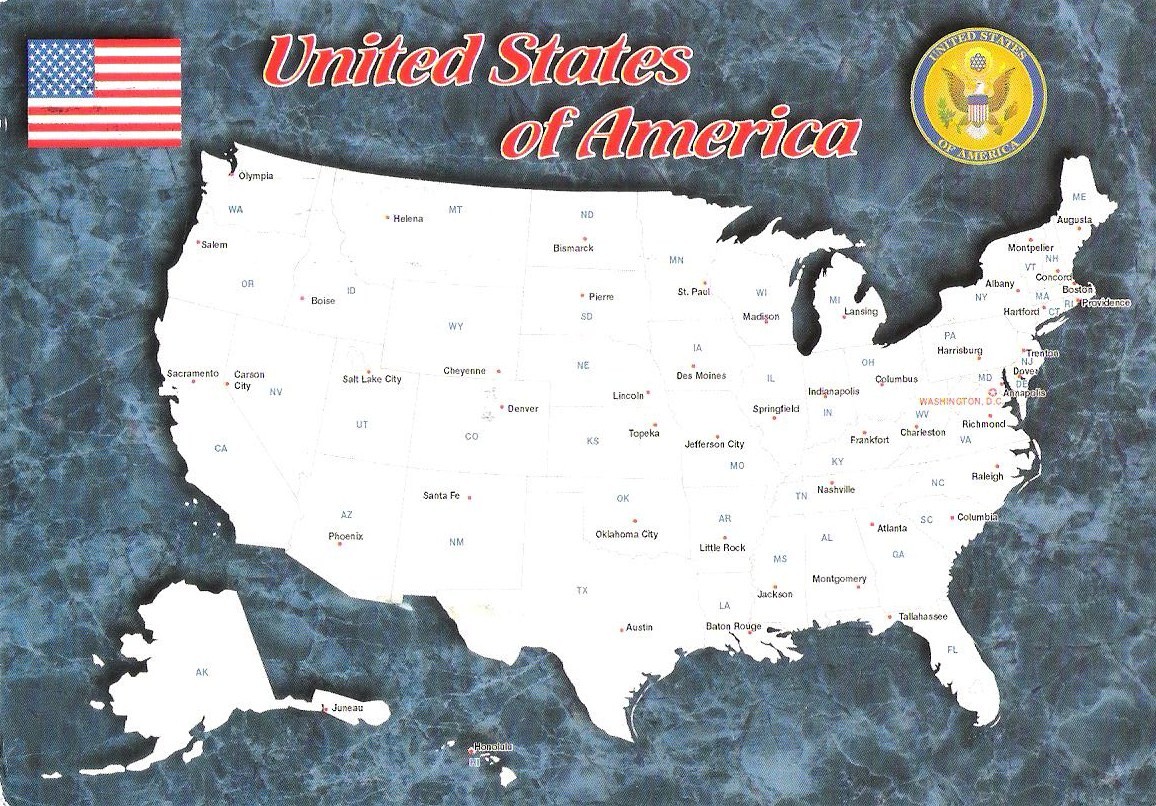 United States
of America
UNITED STATES
OF AMERICA
Olympia
WA
Helena
MT
ND
Bismarck
Salem
OR
Boise
ID
Pierre
SD
MN
St. Paul
WI
Madison
MI
Lansing
ME
Augusta
Montpelier
VT
NH
Concord
Albany
Boston
NY
MA
RI
Providence
Hartford
CT
WY
Cheyenne
NE
Lincoln
IA
Des Moines
IL
Springfield
Indianapolis
IN
OH
Columbus
PA
Harrisburg
Trenton
NJ
Dover
DE
MD
Annapolis
WASHINGTON, D.C.
Sacramento
Carson
City
NV
CA
Salt Lake City
UT
Denver
CO
KS
Topeka
Jefferson City
MO
Frankfort
KY
WV
Charleston
Richmond
VA
Raleigh
NC
Nashville
TN
Santa Fe
NM
AZ
Phoenix
OK
Oklahoma City
AR
Little Rock
MS
Jackson
AL
Montgomery
Atlanta
GA
SC
Columbia
TX
Austin
LA
Baton Rouge
Tallahassee
FL
AK
Juneau
Honolulu
HI